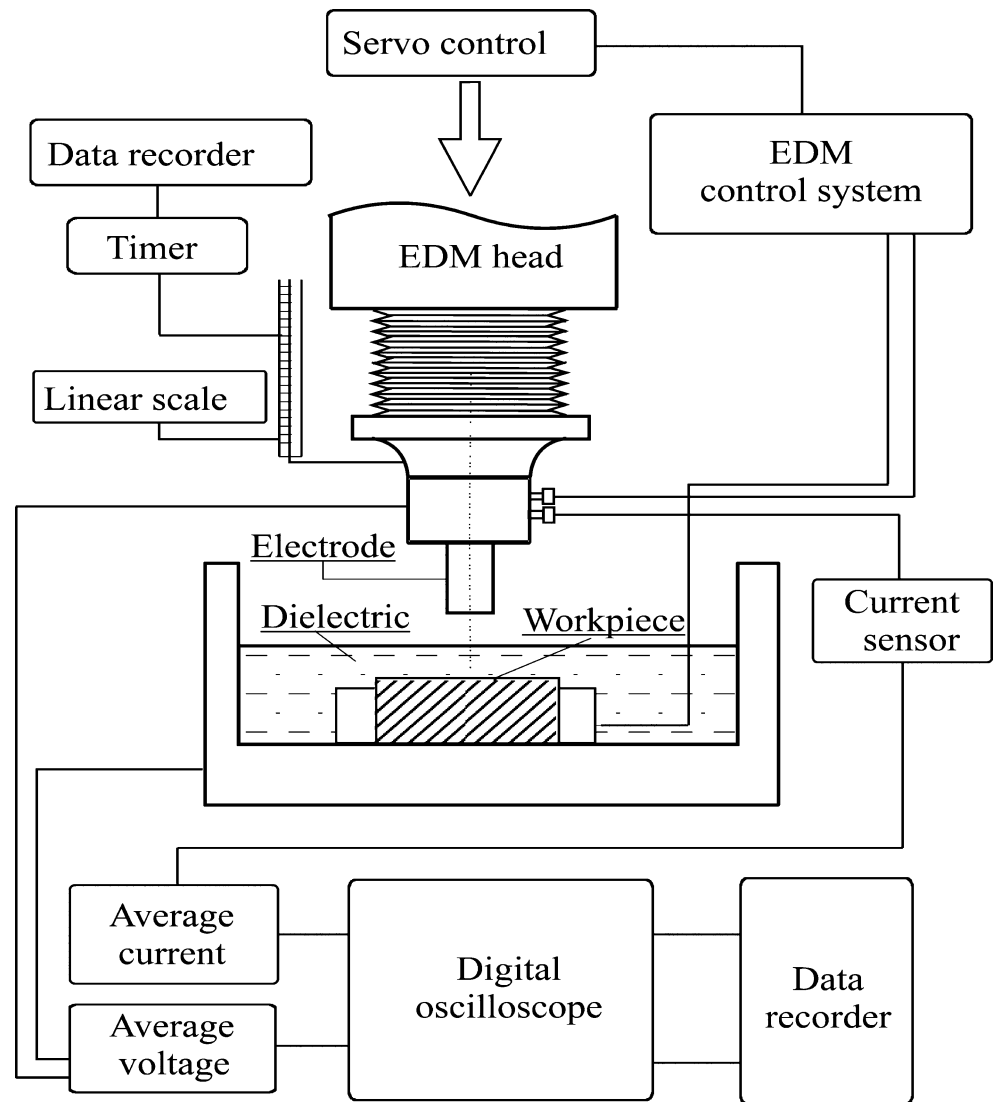 Servo control
EDM
control system
Data recorder
Timer
EDM head
Linear scale
Electrode
Dielectric
Workpiece
Current
sensor
Average
current
Digital
oscilloscope
Data
recorder
Average
voltage